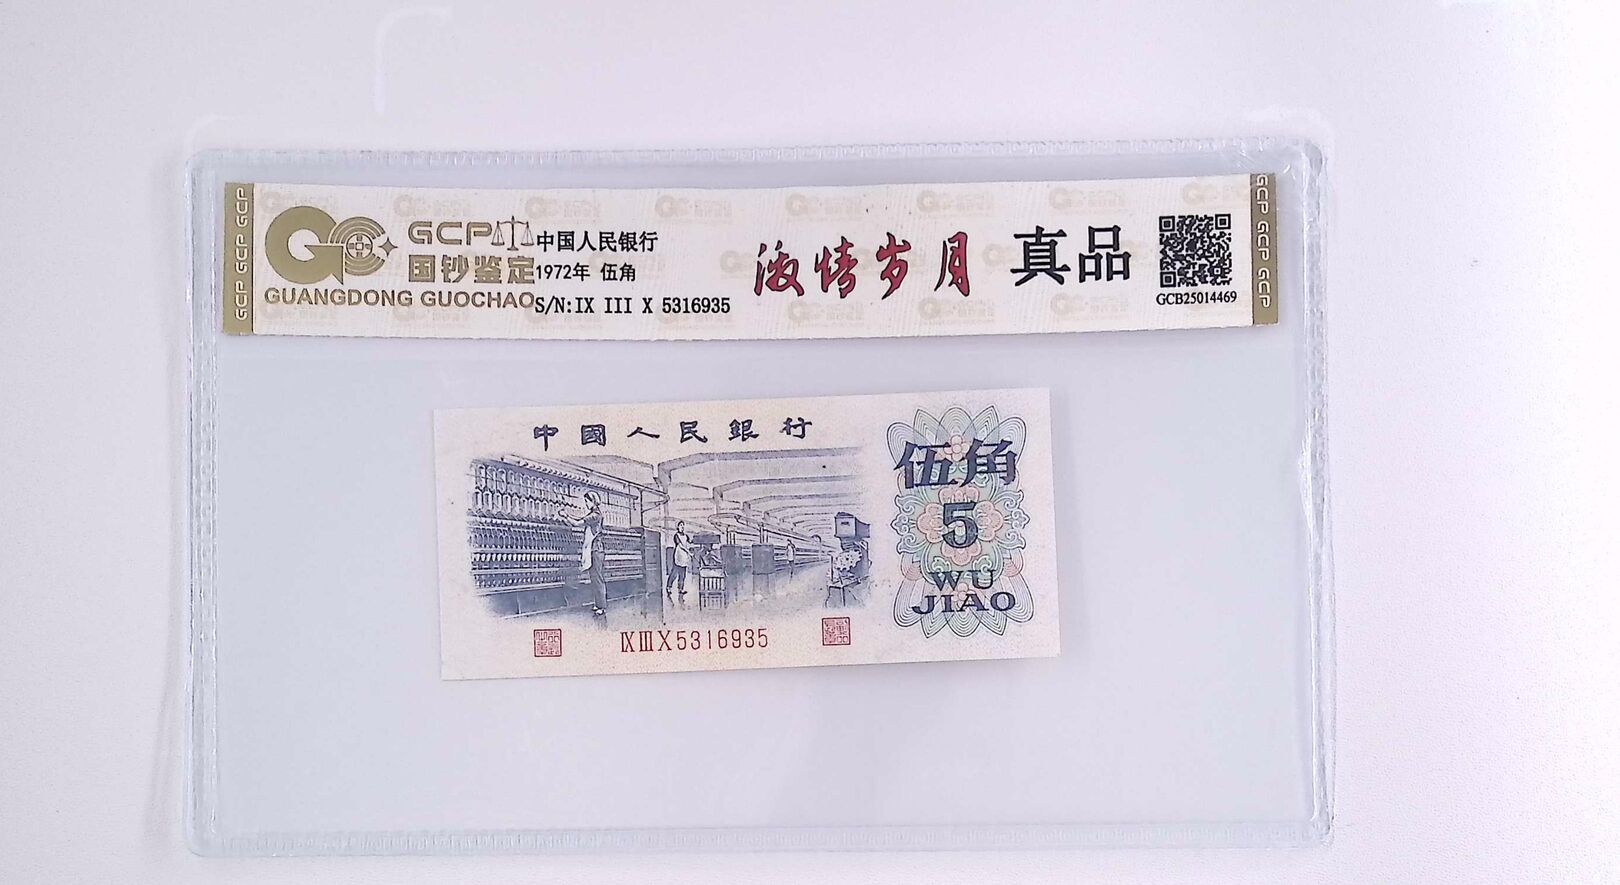 GCP GCP GCP
GCP
国钞鉴定
GUANGDONG GUOCHAO
中国人民银行
1972年 伍角
S/N:IX III X 5316935
激情岁月
真品
GCB25014469
GCP GCP GCP
中國人民銀行
伍角
5
WU
JIAO
IX III X 5316935